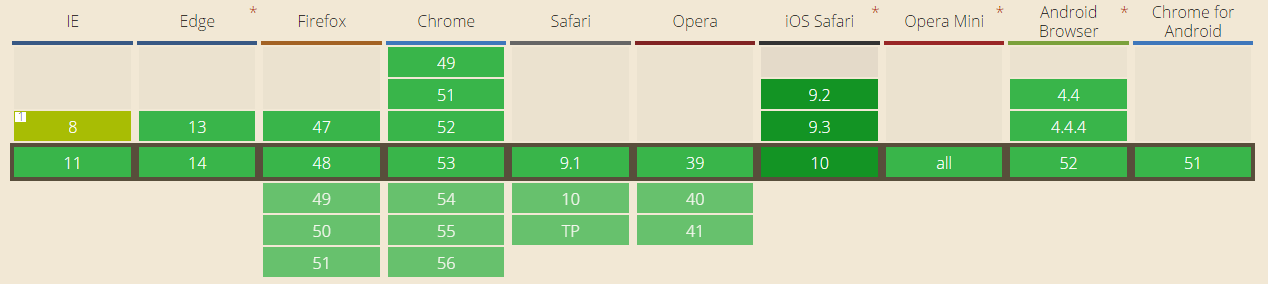 IE Edge * Firefox Chrome Safari Opera iOS Safari * Opera Mini * Android Browser * Chrome for Android
49
51 9.2 4.4
1 8 13 47 52 9.3 4.4.4
11 14 48 53 9.1 39 10 all 52 51
49 54 10 40
50 55 TP 41
51 56